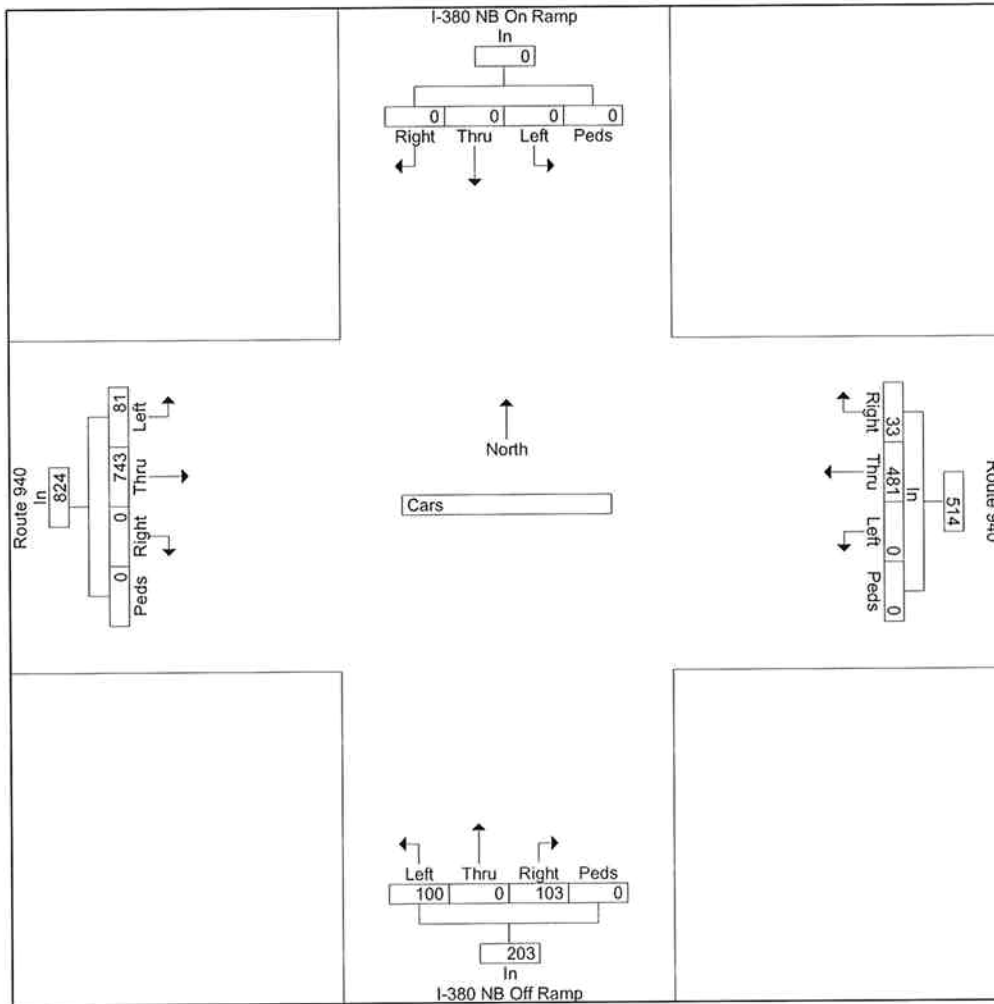 I-380 NB On Ramp
In
0
0 0 0 0
Right Thru Left Peds
Route 940
In
824
81 743 0 0
Left Thru Right Peds
North
Cars
Right Thru Left Peds
33 481 0 0
In
514
Route 940
Left Thru Right Peds
100 0 103 0
203
In
I-380 NB Off Ramp